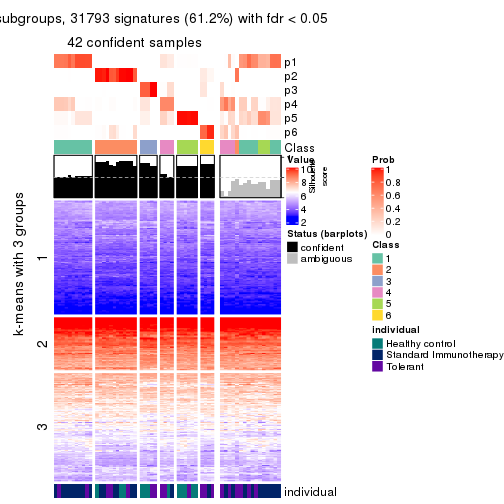 subgroups, 31793 signatures (61.2%) with fdr < 0.05
42 confident samples
p1
p2
p3
p4
p5
p6
Class
Silhouette
score
k-means with 3 groups
1
2
3
individual
Value
10
8
6
4
2
Status (barplots)
confident
ambiguous
Prob
1
0.8
0.6
0.4
0.2
0
Class
1
2
3
4
5
6
individual
Healthy control
Standard Immunotherapy
Tolerant